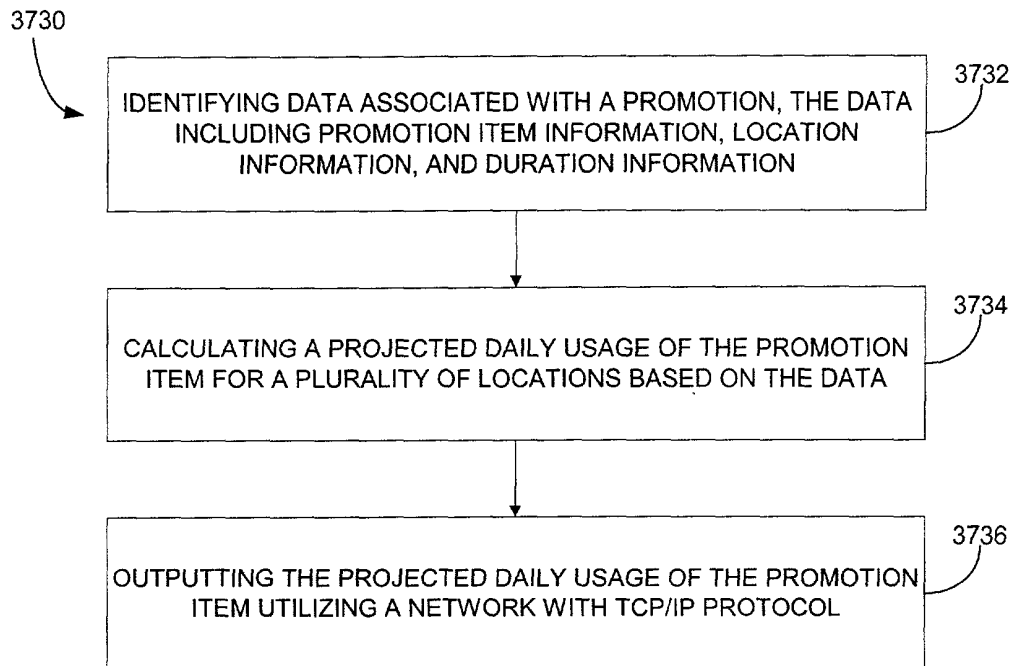 3730
3732
IDENTIFYING DATA ASSOCIATED WITH A PROMOTION, THE DATA
INCLUDING PROMOTION ITEM INFORMATION, LOCATION
INFORMATION, AND DURATION INFORMATION
3734
CALCULATING A PROJECTED DAILY USAGE OF THE PROMOTION
ITEM FOR A PLURALITY OF LOCATIONS BASED ON THE DATA
3736
OUTPUTTING THE PROJECTED DAILY USAGE OF THE PROMOTION
ITEM UTILIZING A NETWORK WITH TCP/IP PROTOCOL